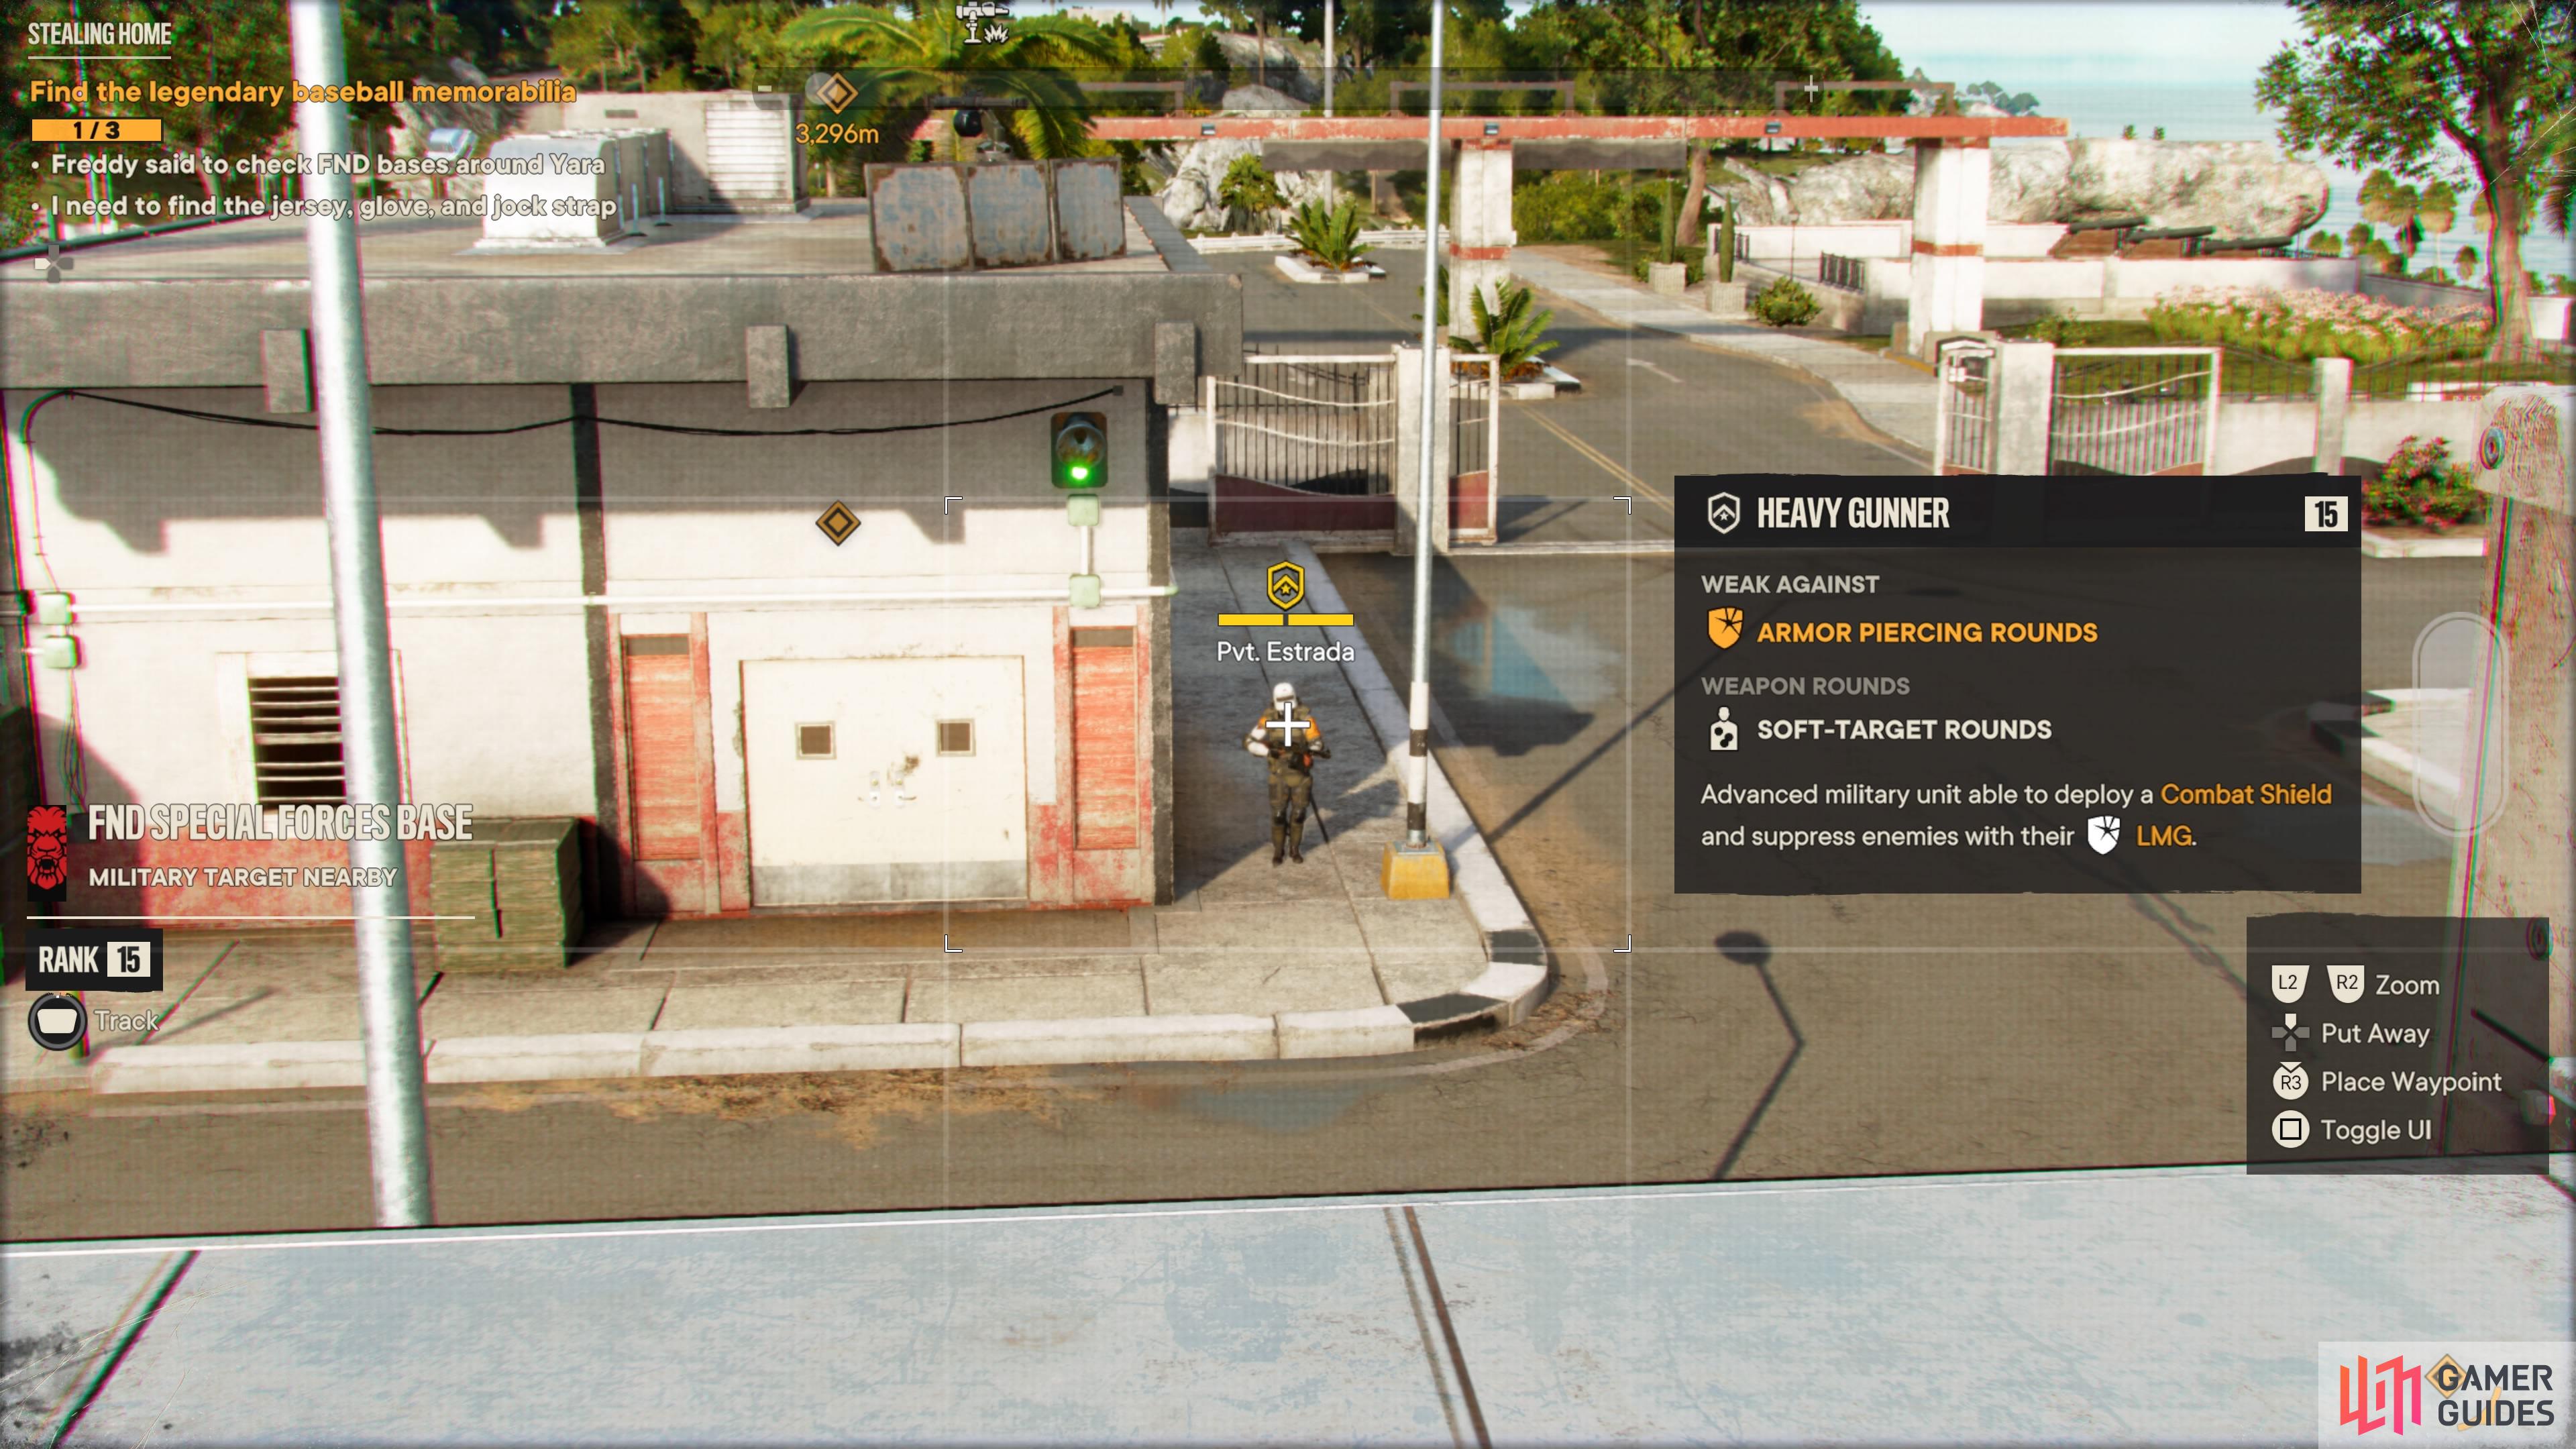 STEALING HOME
Find the legendary baseball memorabilia
1 / 3
• Freddy said to check FND bases around Yara
• I need to find the jersey, glove, and jock strap
3,296m
Pvt. Estrada
HEAVY GUNNER
15
WEAK AGAINST
ARMOR PIERCING ROUNDS
WEAPON ROUNDS
SOFT-TARGET ROUNDS
Advanced military unit able to deploy a Combat Shield
and suppress enemies with their LMG.
FND SPECIAL FORCES BASE
MILITARY TARGET NEARBY
RANK 15
Track
L2 R2 Zoom
Put Away
R3 Place Waypoint
Toggle UI
GAMER
GUIDES